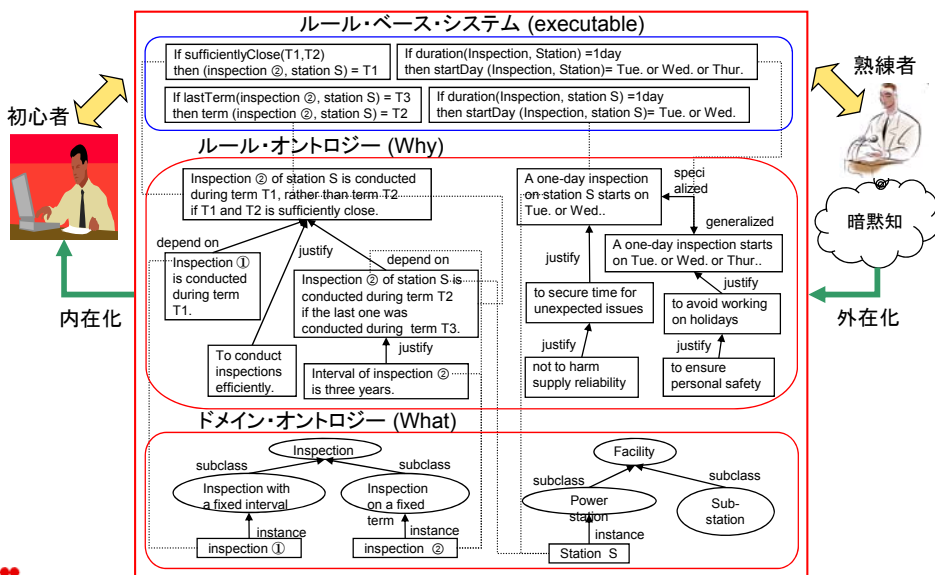 ルール・ベース・システム (executable)
If sufficientlyClose(T1,T2)
then (inspection ②, station S) = T1
If duration(Inspection, Station) =1day
then startDay (Inspection, Station)= Tue. or Wed. or Thur.
If lastTerm(inspection ②, station S) = T3
then term (inspection ②, station S) = T2
If duration(Inspection, station S) =1day
then startDay (Inspection, station S)= Tue. or Wed.
初心者
熟練者
ルール・オントロジー (Why)
Inspection ② of station S is conducted
during term T1, rather than term T2
if T1 and T2 is sufficiently close.
A one-day inspection
on station S starts on
Tue. or Wed..
speci
alized
generalized
暗黙知
depend on
justify
depend on
Inspection ①
is conducted
during term
T1.
Inspection ② of station S is
conducted during term T2
if the last one was
conducted during term T3.
justify
A one-day inspection starts
on Tue. or Wed. or Thur..
justify
to secure time for
unexpected issues
to avoid working
on holidays
内在化
外在化
justify
justify
justify
To conduct
inspections
efficiently.
Interval of inspection ②
is three years.
not to harm
supply reliability
to ensure
personal safety
ドメイン・オントロジー (What)
Inspection
Facility
subclass
subclass
subclass
subclass
Inspection with
a fixed interval
Inspection
on a fixed
term
Power
station
Sub-
station
instance
instance
instance
inspection ①
inspection ②
Station S